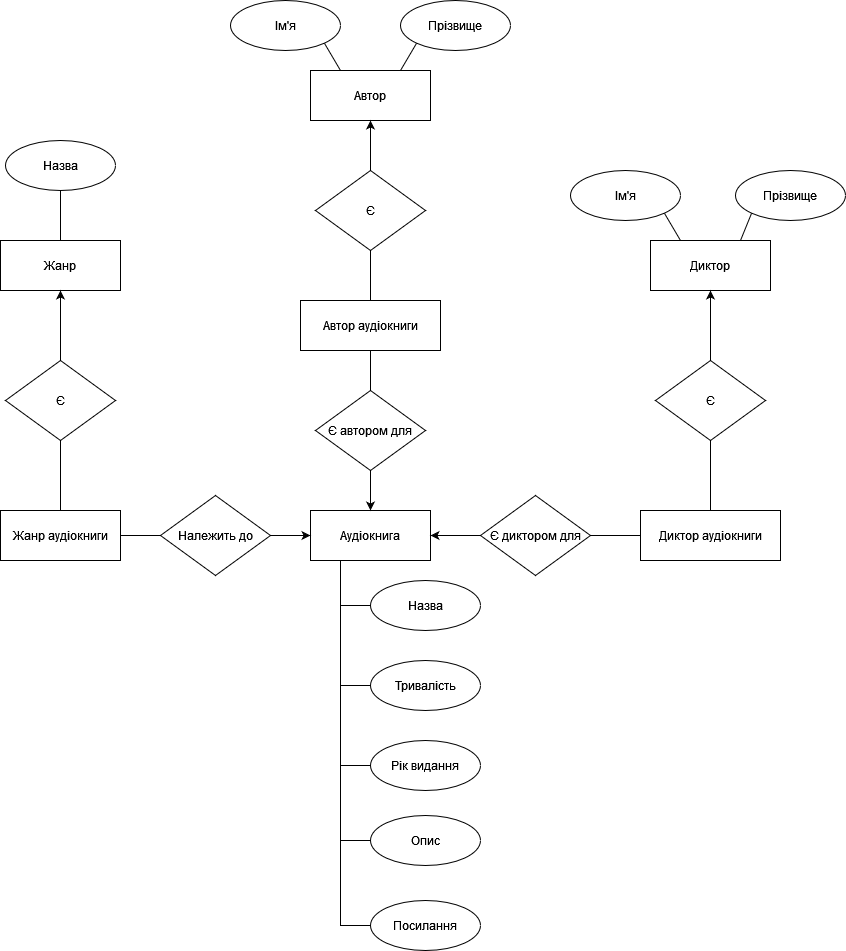 Ім'я
Прізвище
Автор
Назва
Є
Ім'я
Прізвище
Жанр
Диктор
Автор аудіокниги
Є
Є автором для
Є
Жанр аудіокниги
Належить до
Аудіокнига
Є диктором для
Диктор аудіокниги
Назва
Тривалість
Рік видання
Опис
Посилання